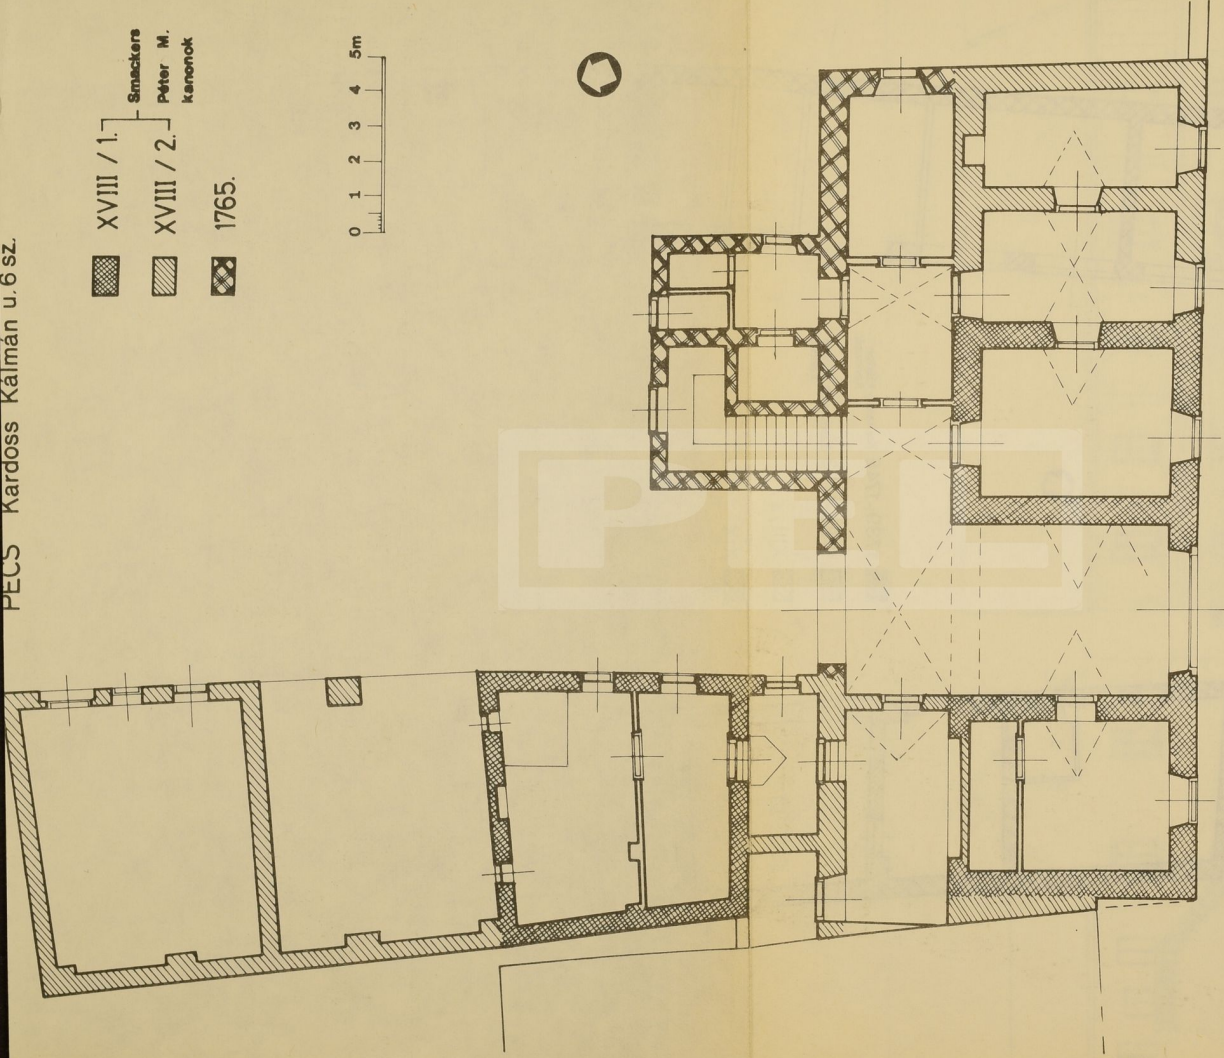 PÉCS Kardoss Kálmán u. 6 sz.
XVIII / 1.
XVIII / 2.
Smackers
Péter M.
kanonok
1765.
0 1 2 3 4 5m
PEL